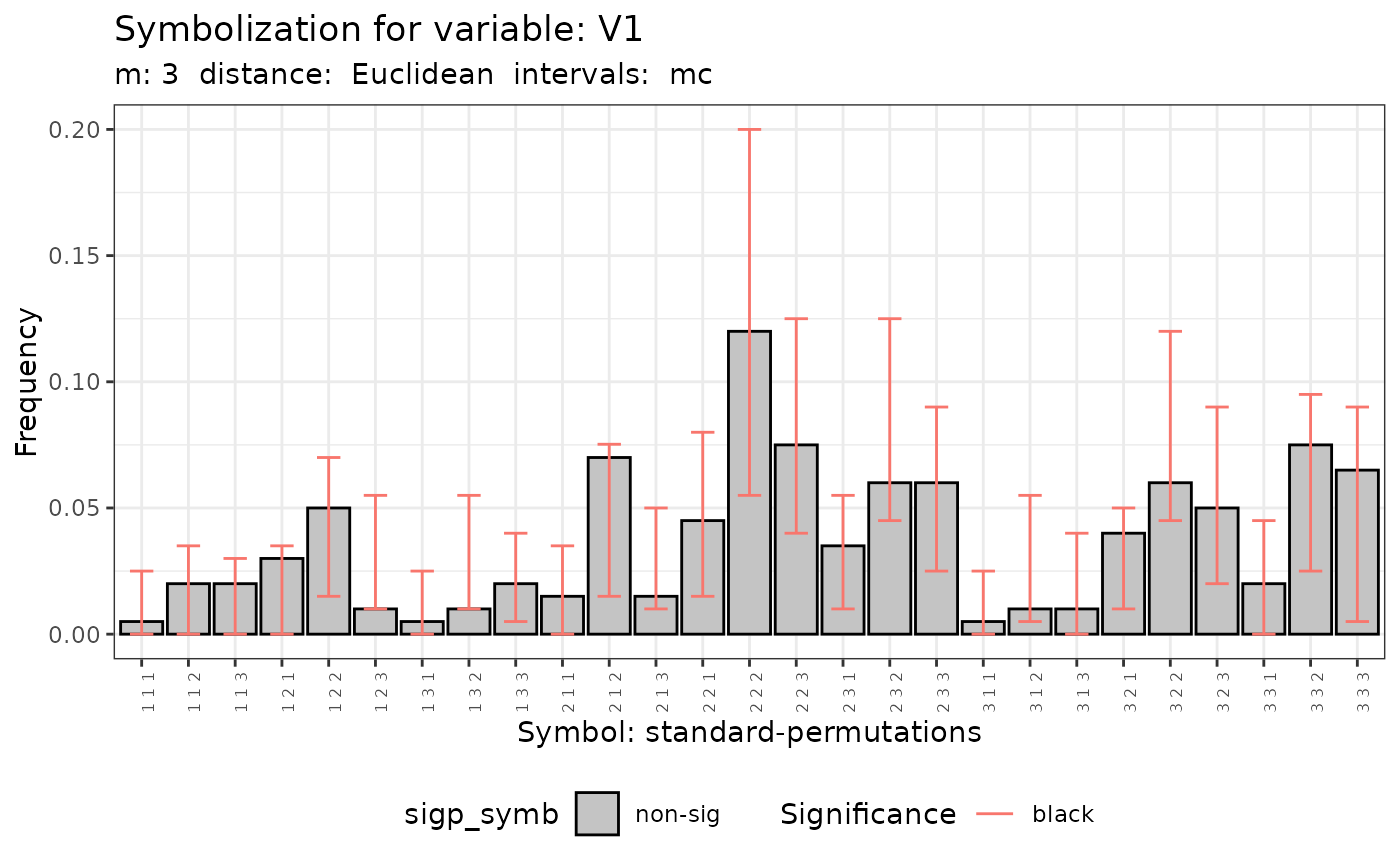 Symbolization for variable: V1
m: 3 distance: Euclidean intervals: mc
Frequency
0.20
0.15
0.10
0.05
0.00
1 1 1
1 1 2
1 1 3
1 2 1
1 2 2
1 2 3
1 3 1
1 3 2
1 3 3
2 1 1
2 1 2
2 1 3
2 2 1
2 2 2
2 2 3
2 3 1
2 3 2
2 3 3
3 1 1
3 1 2
3 1 3
3 2 1
3 2 2
3 2 3
3 3 1
3 3 2
3 3 3
Symbol: standard-permutations
sigp_symb non-sig Significance black